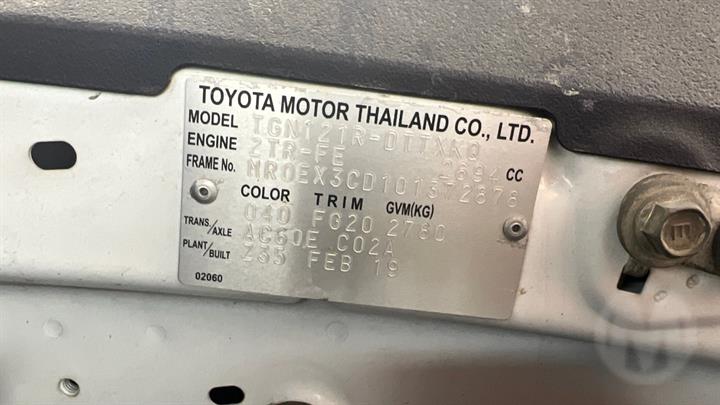 TOYOTA MOTOR THAILAND CO., LTD.
MODEL TGN121R-DTTXKQ
ENGINE 2TR-FE 2694 CC
FRAME No. MR0EX3CD101372878
COLOR TRIM GVM(KG)
040 FG20 2780
TRANS/AXLE AC60E C02A
PLANT/BUILT 285 FEB 19
02060
E
M